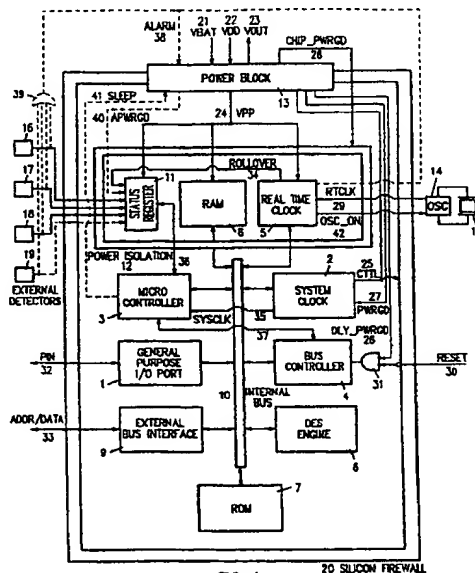 ALARM
38
21
VBAT
22
VDD
23
VOUT
CHIP_PWRGD
26
POWER BLOCK
13
39
41 SLEEP
40 APWRGD
24 VPP
16
17
18
19
EXTERNAL
DETECTORS
11
STATUS
REGISTER
ROLLOVER
34
RAM
8
REAL TIME
CLOCK
5
RTCLK
29
OSC_ON
42
14
OSC
POWER ISOLATION
12
36
MICRO
CONTROLLER
3
SYSCLK
35
37
2
SYSTEM
CLOCK
25
CTTL
27
PWRGD
DLY_PWRGD
26
PIN
32
GENERAL
PURPOSE
I/O PORT
1
BUS
CONTROLLER
4
31
RESET
30
10
INTERNAL
BUS
ADDR/DATA
33
EXTERNAL
BUS INTERFACE
9
DES
ENGINE
6
ROM
7
20 SILICON FIREWALL